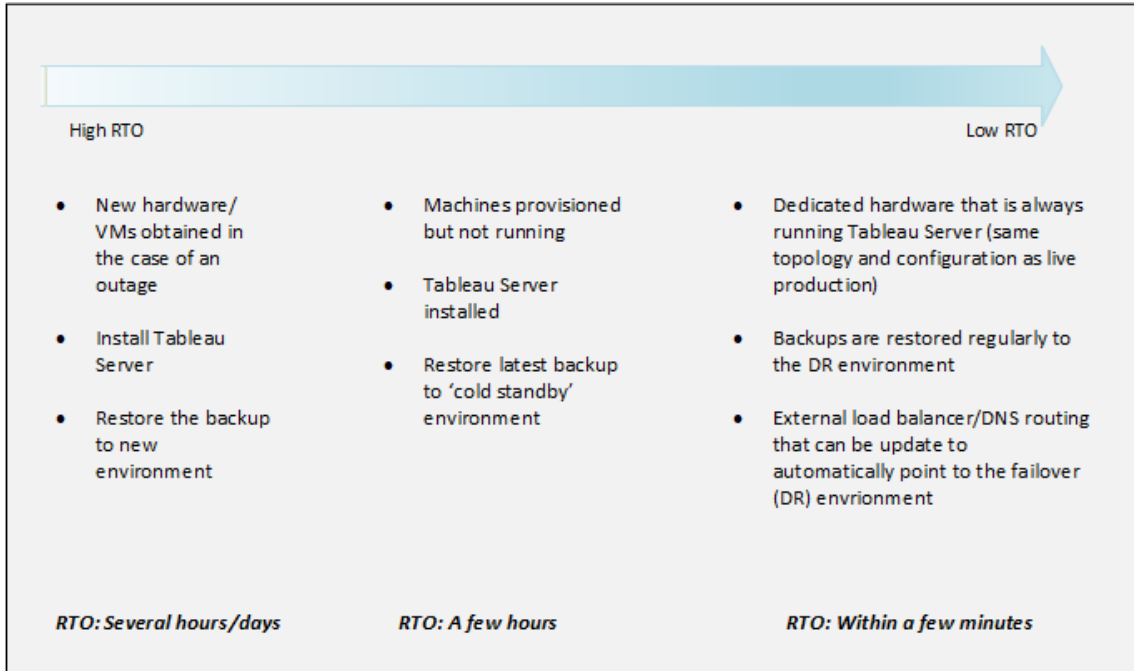 High RTO
Low RTO
● New hardware/
VMs obtained in
the case of an
outage
● Install Tableau
Server
● Restore the backup
to new
environment
● Machines provisioned
but not running
● Tableau Server
installed
● Restore latest backup
to ‘cold standby’
environment
● Dedicated hardware that is always
running Tableau Server (same
topology and configuration as live
production)
● Backups are restored regularly to
the DR environment
● External load balancer/DNS routing
that can be update to
automatically point to the failover
(DR) envrionment
RTO: Several hours/days
RTO: A few hours
RTO: Within a few minutes